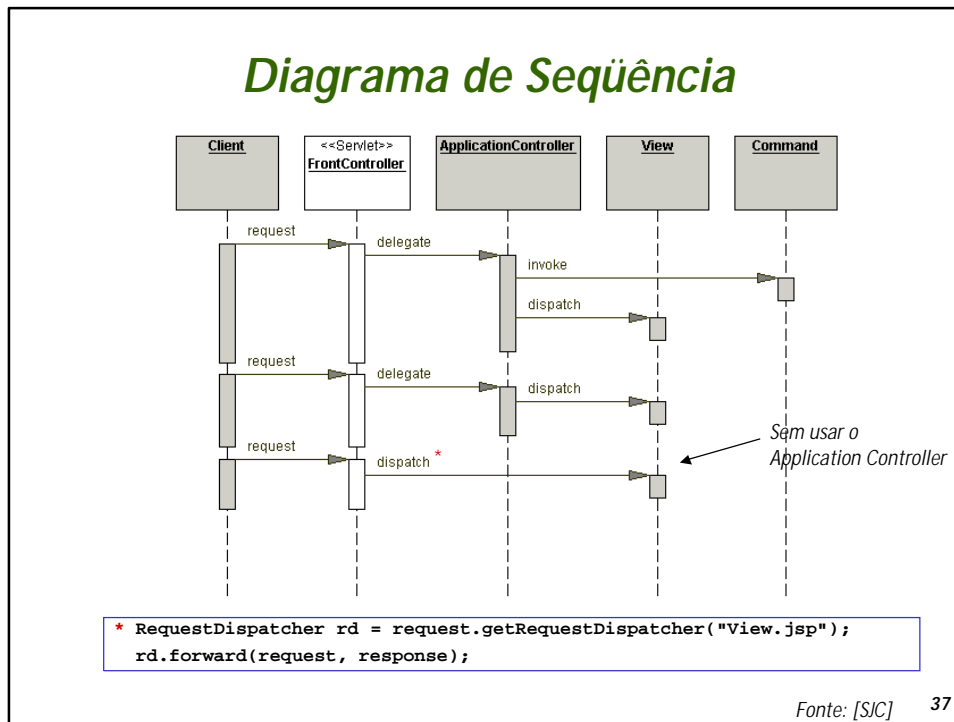 Diagrama de Seqüência
Client
<<Servlet>>
FrontController
ApplicationController
View
Command
request
delegate
invoke
dispatch
request
delegate
dispatch
request
dispatch *
Sem usar o
Application Controller
* RequestDispatcher rd = request.getRequestDispatcher("View.jsp");
rd.forward(request, response);
Fonte: [SJC]
37